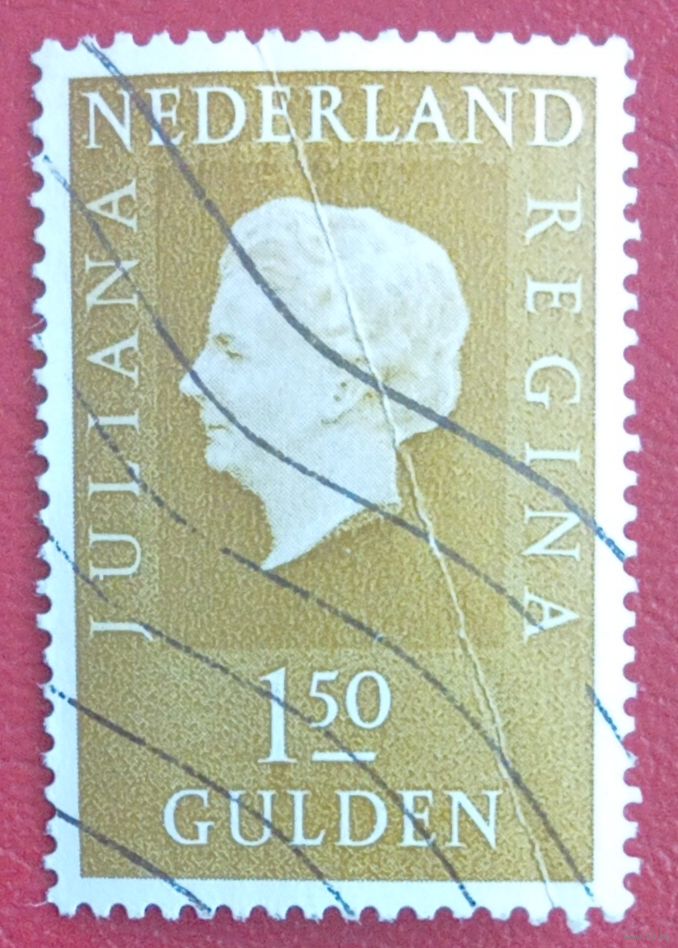 NEDERLAND
JULIANA
REGINA
1 50
GULDEN